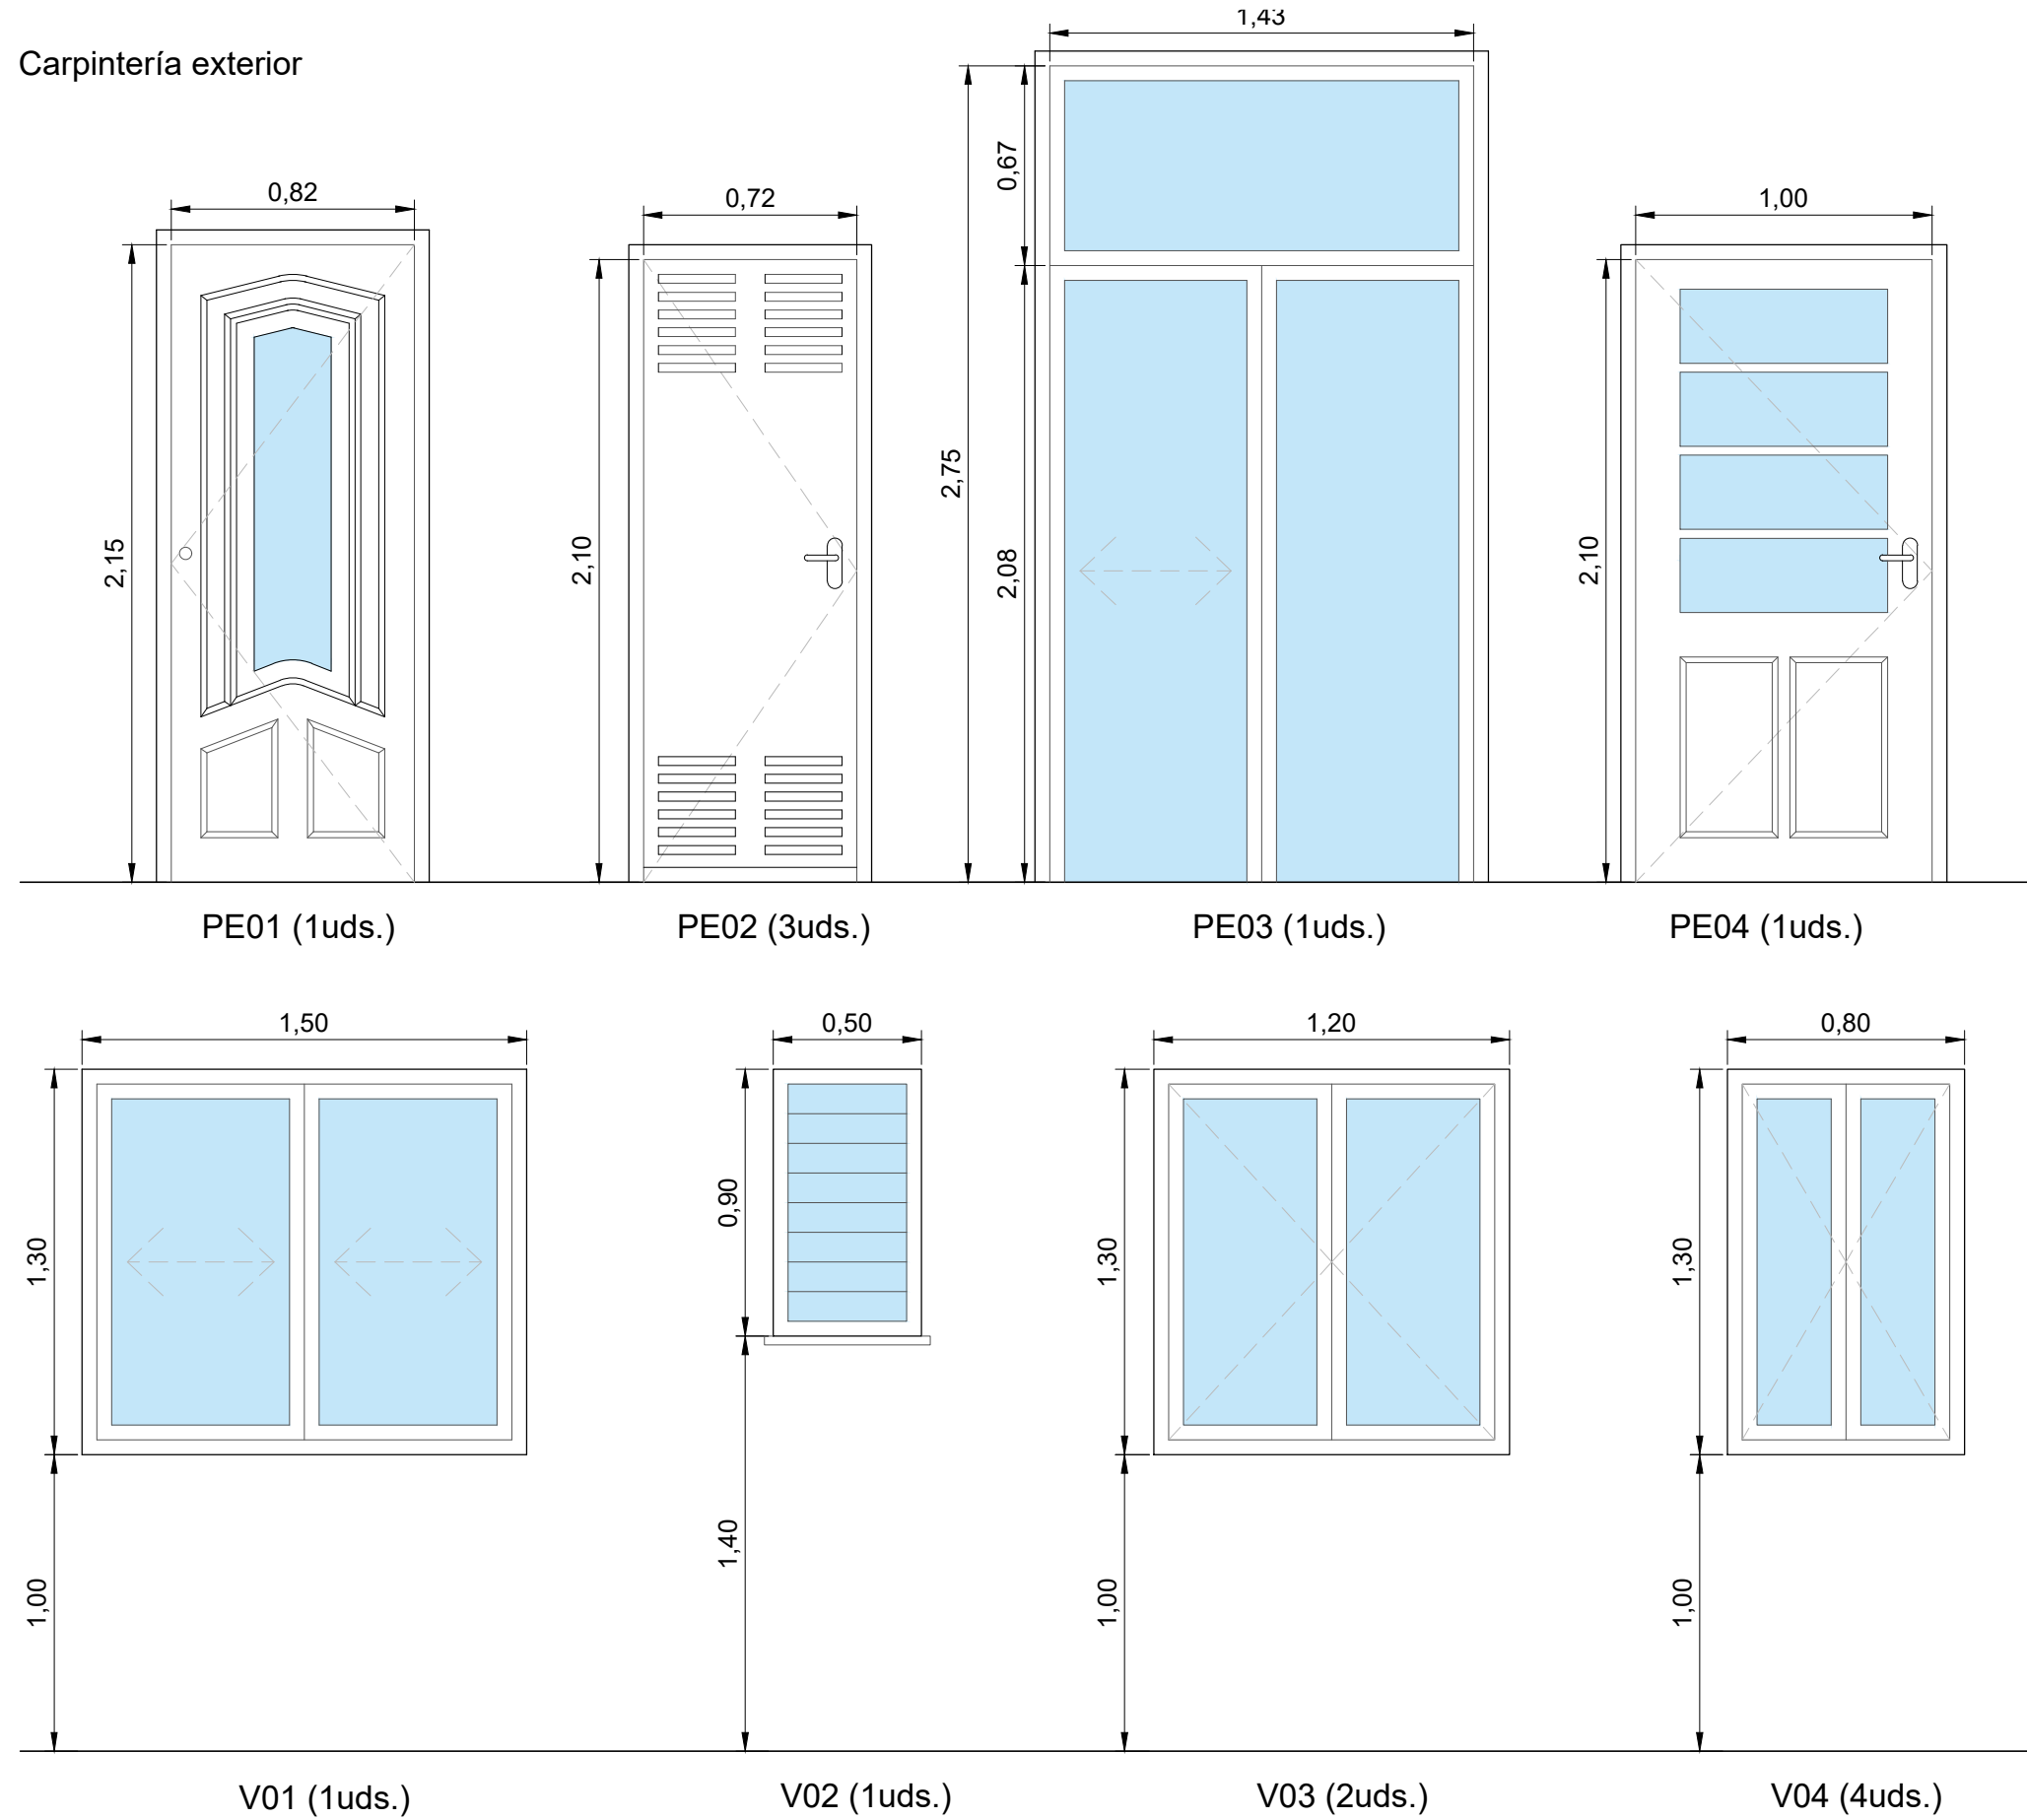 Carpintería exterior
1,43
0,82
0,72
1,00
0,67
2,75
2,15
2,10
2,08
2,10
PE01 (1uds.)
PE02 (3uds.)
PE03 (1uds.)
PE04 (1uds.)
1,50
0,50
1,20
0,80
1,30
0,90
1,30
1,30
1,00
1,40
1,00
1,00
V01 (1uds.)
V02 (1uds.)
V03 (2uds.)
V04 (4uds.)